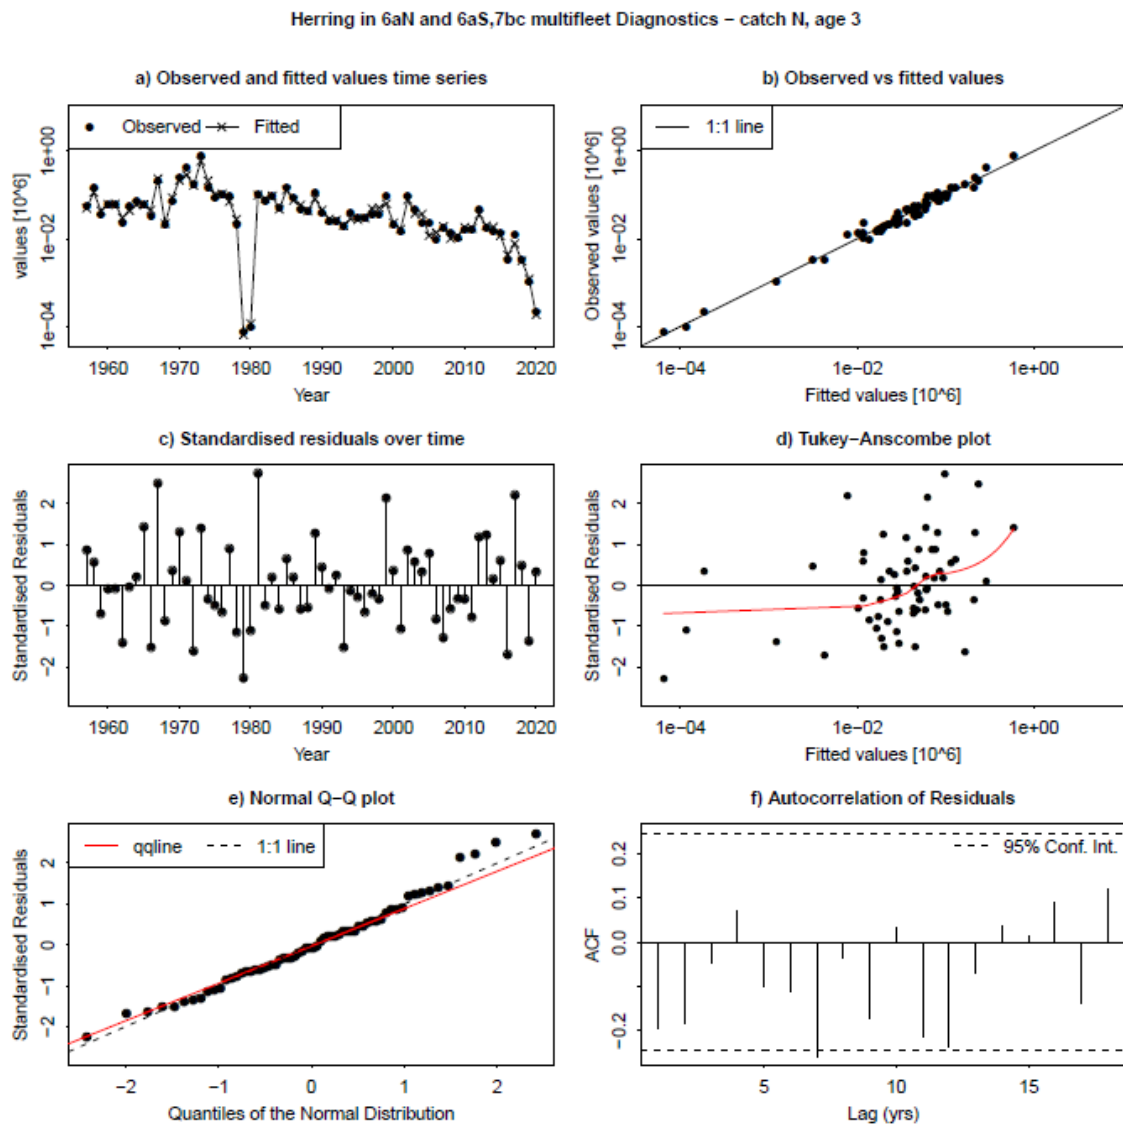 Herring in 6aN and 6aS,7bc multifleet Diagnostics − catch N, age 3
a) Observed and fitted values time series
Observed Fitted
values [10^6]
1e+00
1e−02
1e−04
1960 1970 1980 1990 2000 2010 2020
Year
b) Observed vs fitted values
1:1 line
Observed values [10^6]
1e+00
1e−02
1e−04
1e−04 1e−02 1e+00
Fitted values [10^6]
c) Standardised residuals over time
Standardised Residuals
2
1
0
−1
−2
1960 1970 1980 1990 2000 2010 2020
Year
d) Tukey−Anscombe plot
Standardised Residuals
2
1
0
−1
−2
1e−04 1e−02 1e+00
Fitted values [10^6]
e) Normal Q−Q plot
qqline 1:1 line
Standardised Residuals
2
1
0
−1
−2
−2 −1 0 1 2
Quantiles of the Normal Distribution
f) Autocorrelation of Residuals
95% Conf. Int.
ACF
0.2
0.1
0.0
−0.2
5 10 15
Lag (yrs)